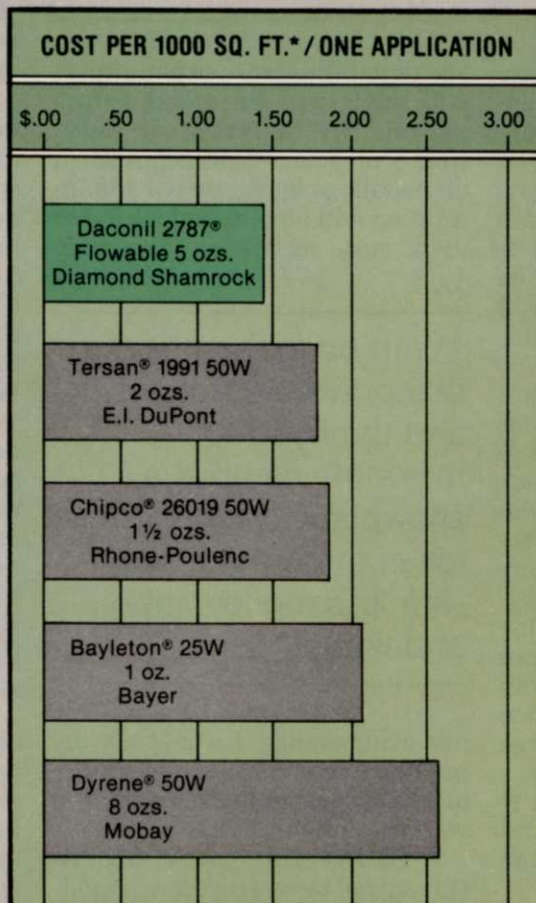 COST PER 1000 SQ. FT.* / ONE APPLICATION
$.00 .50 1.00 1.50 2.00 2.50 3.00
Daconil 2787®
Flowable 5 ozs.
Diamond Shamrock
Tersan® 1991 50W
2 ozs.
E.I. DuPont
Chipco® 26019 50W
1½ ozs.
Rhone-Poulenc
Bayleton® 25W
1 oz.
Bayer
Dyrene® 50W
8 ozs.
Mobay